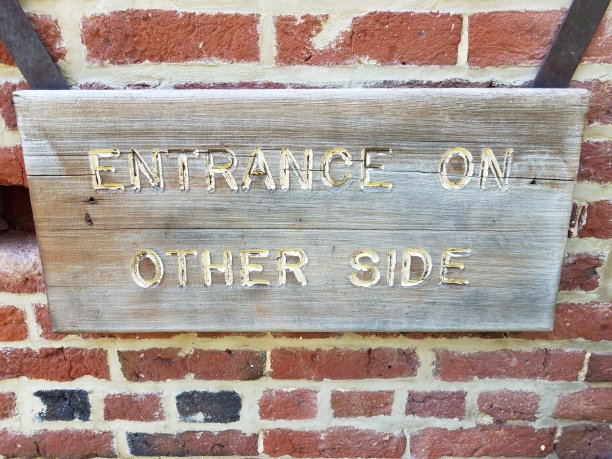 ENTRANCE ON
OTHER SIDE